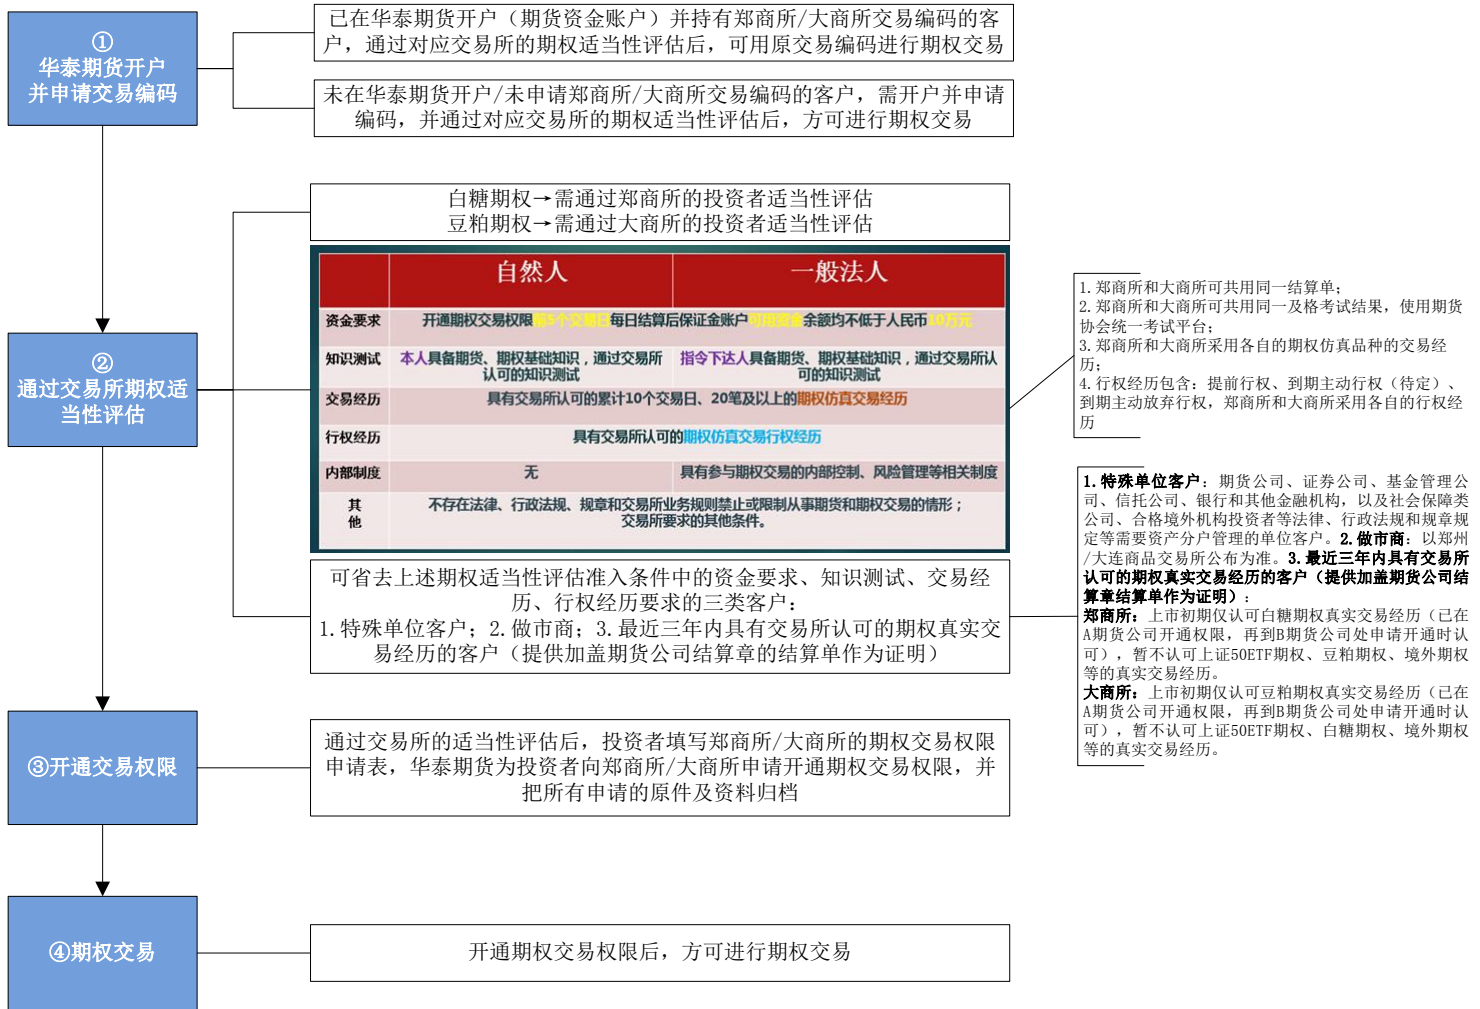 ①
华泰期货开户
并申请交易编码
已在华泰期货开户（期货资金账户）并持有郑商所/大商所交易编码的客
户，通过对应交易所的期权适当性评估后，可用原交易编码进行期权交易
未在华泰期货开户/未申请郑商所/大商所交易编码的客户，需开户并申请
编码，并通过对应交易所的期权适当性评估后，方可进行期权交易
②
通过交易所期权适
当性评估
白糖期权→需通过郑商所的投资者适当性评估
豆粕期权→需通过大商所的投资者适当性评估
自然人 一般法人
资金要求 开通期权交易权限前5个交易日每日结算后保证金账户可用资金余额均不低于人民币10万元
知识测试 本人具备期货、期权基础知识，通过交易所 指令下达人具备期货、期权基础知识，通过交易所认
认可的知识测试 可的知识测试
交易经历 具有交易所认可的累计10个交易日、20笔及以上的期权仿真交易经历
行权经历 具有交易所认可的期权仿真交易行权经历
内部制度 无 具有参与期权交易的内部控制、风险管理等相关制度
其 不存在法律、行政法规、规章和交易所业务规则禁止或限制从事期货和期权交易的情形；
他 交易所要求的其他条件。
可省去上述期权适当性评估准入条件中的资金要求、知识测试、交易经
历、行权经历要求的三类客户：
1.特殊单位客户；2.做市商；3.最近三年内具有交易所认可的期权真实交
易经历的客户（提供加盖期货公司结算章的结算单作为证明）
1.郑商所和大商所可共用同一结算单；
2.郑商所和大商所可共用同一及格考试结果，使用期货
协会统一考试平台；
3.郑商所和大商所采用各自的期权仿真品种的交易经
历；
4.行权经历包含：提前行权、到期主动行权（待定）、
到期主动放弃行权，郑商所和大商所采用各自的行权经
历
1.特殊单位客户：期货公司、证券公司、基金管理公
司、信托公司、银行和其他金融机构，以及社会保障类
公司、合格境外机构投资者等法律、行政法规和规章规
定等需要资产分户管理的单位客户。2.做市商：以郑州
/大连商品交易所公布为准。3.最近三年内具有交易所
认可的期权真实交易经历的客户（提供加盖期货公司结
算章结算单作为证明）：
郑商所：上市初期仅认可白糖期权真实交易经历（已在
A期货公司开通权限，再到B期货公司处申请开通时认
可），暂不认可上证50ETF期权、豆粕期权、境外期权
等的真实交易经历。
大商所：上市初期仅认可豆粕期权真实交易经历（已在
A期货公司开通权限，再到B期货公司处申请开通时认
可），暂不认可上证50ETF期权、白糖期权、境外期权
等的真实交易经历。
③开通交易权限
通过交易所的适当性评估后，投资者填写郑商所/大商所的期权交易权限
申请表，华泰期货为投资者向郑商所/大商所申请开通期权交易权限，并
把所有申请的原件及资料归档
④期权交易
开通期权交易权限后，方可进行期权交易